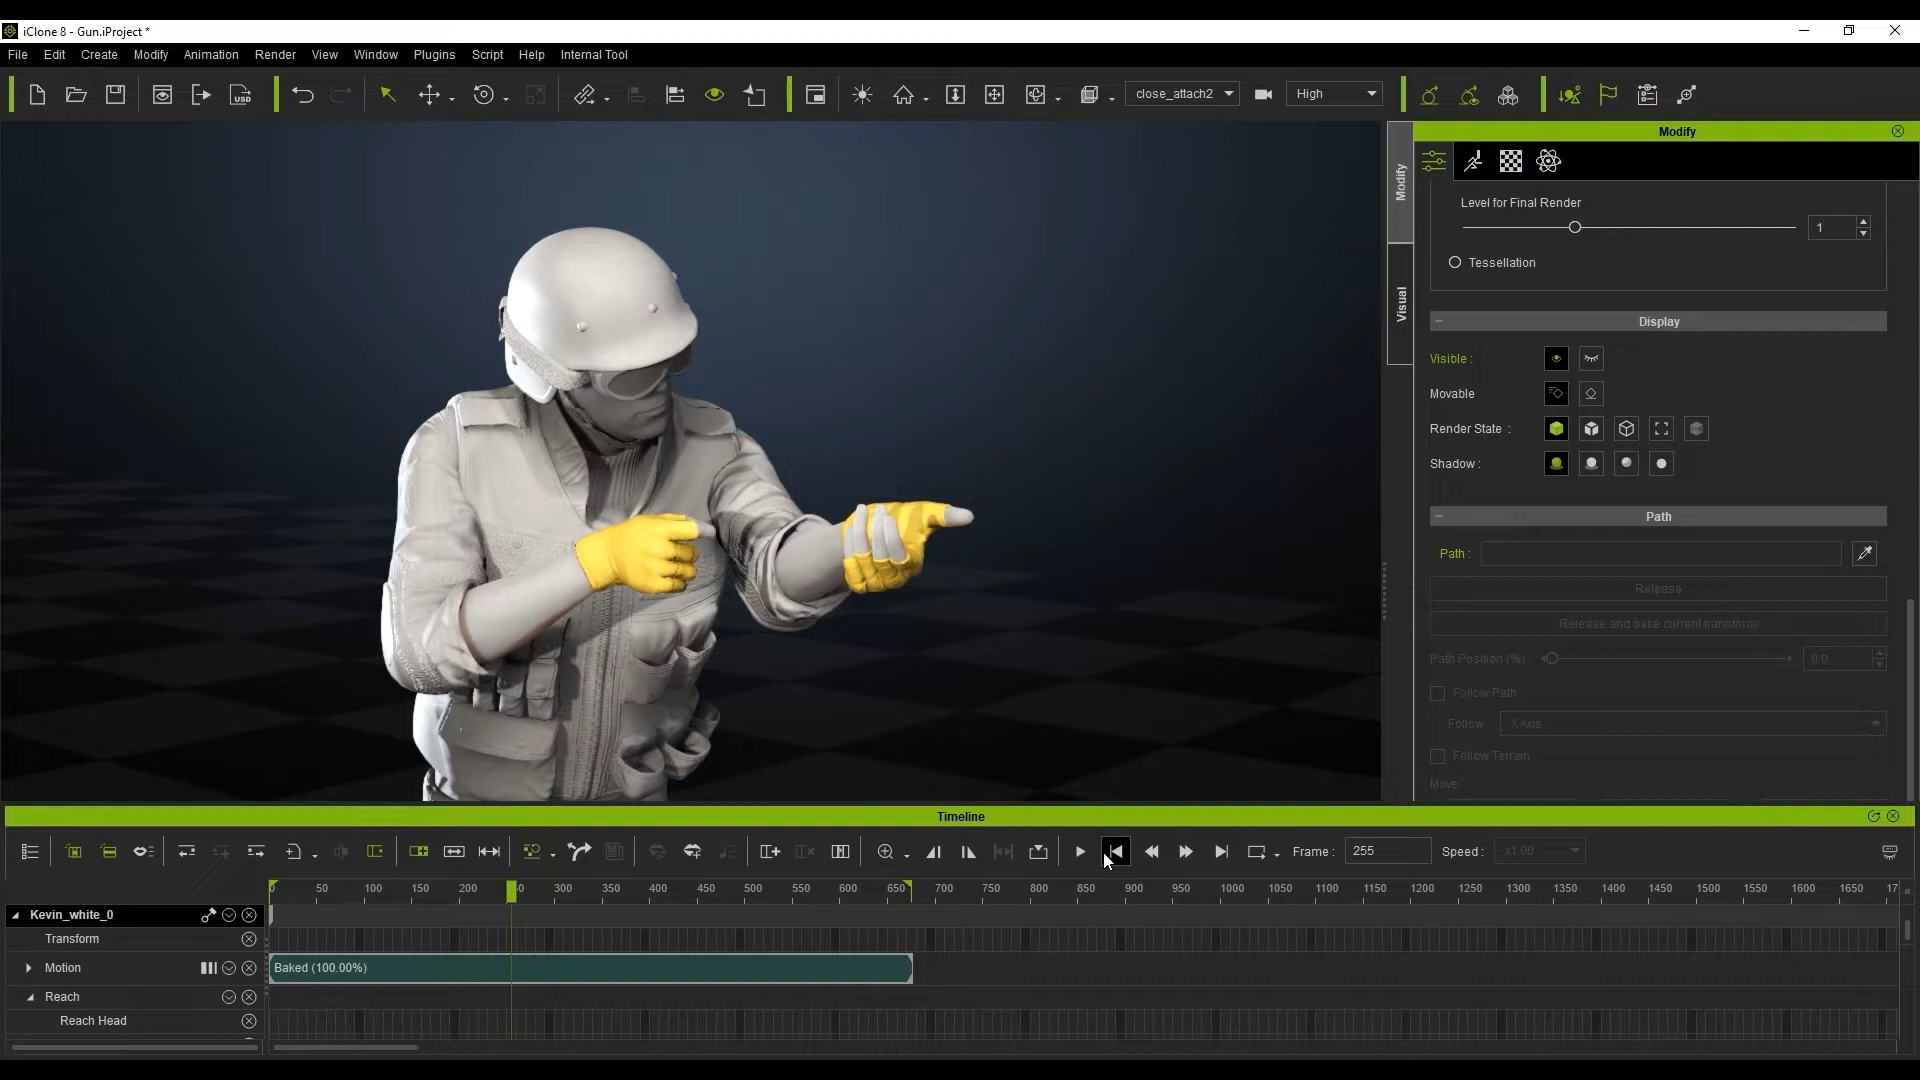 iClone 8 - Gun.iProject *
File Edit Create Modify Animation Render View Window Plugins Script Help Internal Tool
USD close_attach2 High
Modify
Modify
Visual
Level for Final Render
1
Tessellation
Display
Visible :
Movable
Render State :
Shadow :
Path
Path :
Release
Release and bake current transform
Path Position (%) : 0.0
Follow Path
Follow X Axis
Follow Terrain
Move
Timeline
Frame : 255 Speed : x1.00
0 50 100 150 200 50 300 350 400 450 500 550 600 650 700 750 800 850 900 950 1000 1050 1100 1150 1200 1250 1300 1350 1400 1450 1500 1550 1600 1650 17
Kevin_white_0
Transform
Motion Baked (100.00%)
Reach
Reach Head